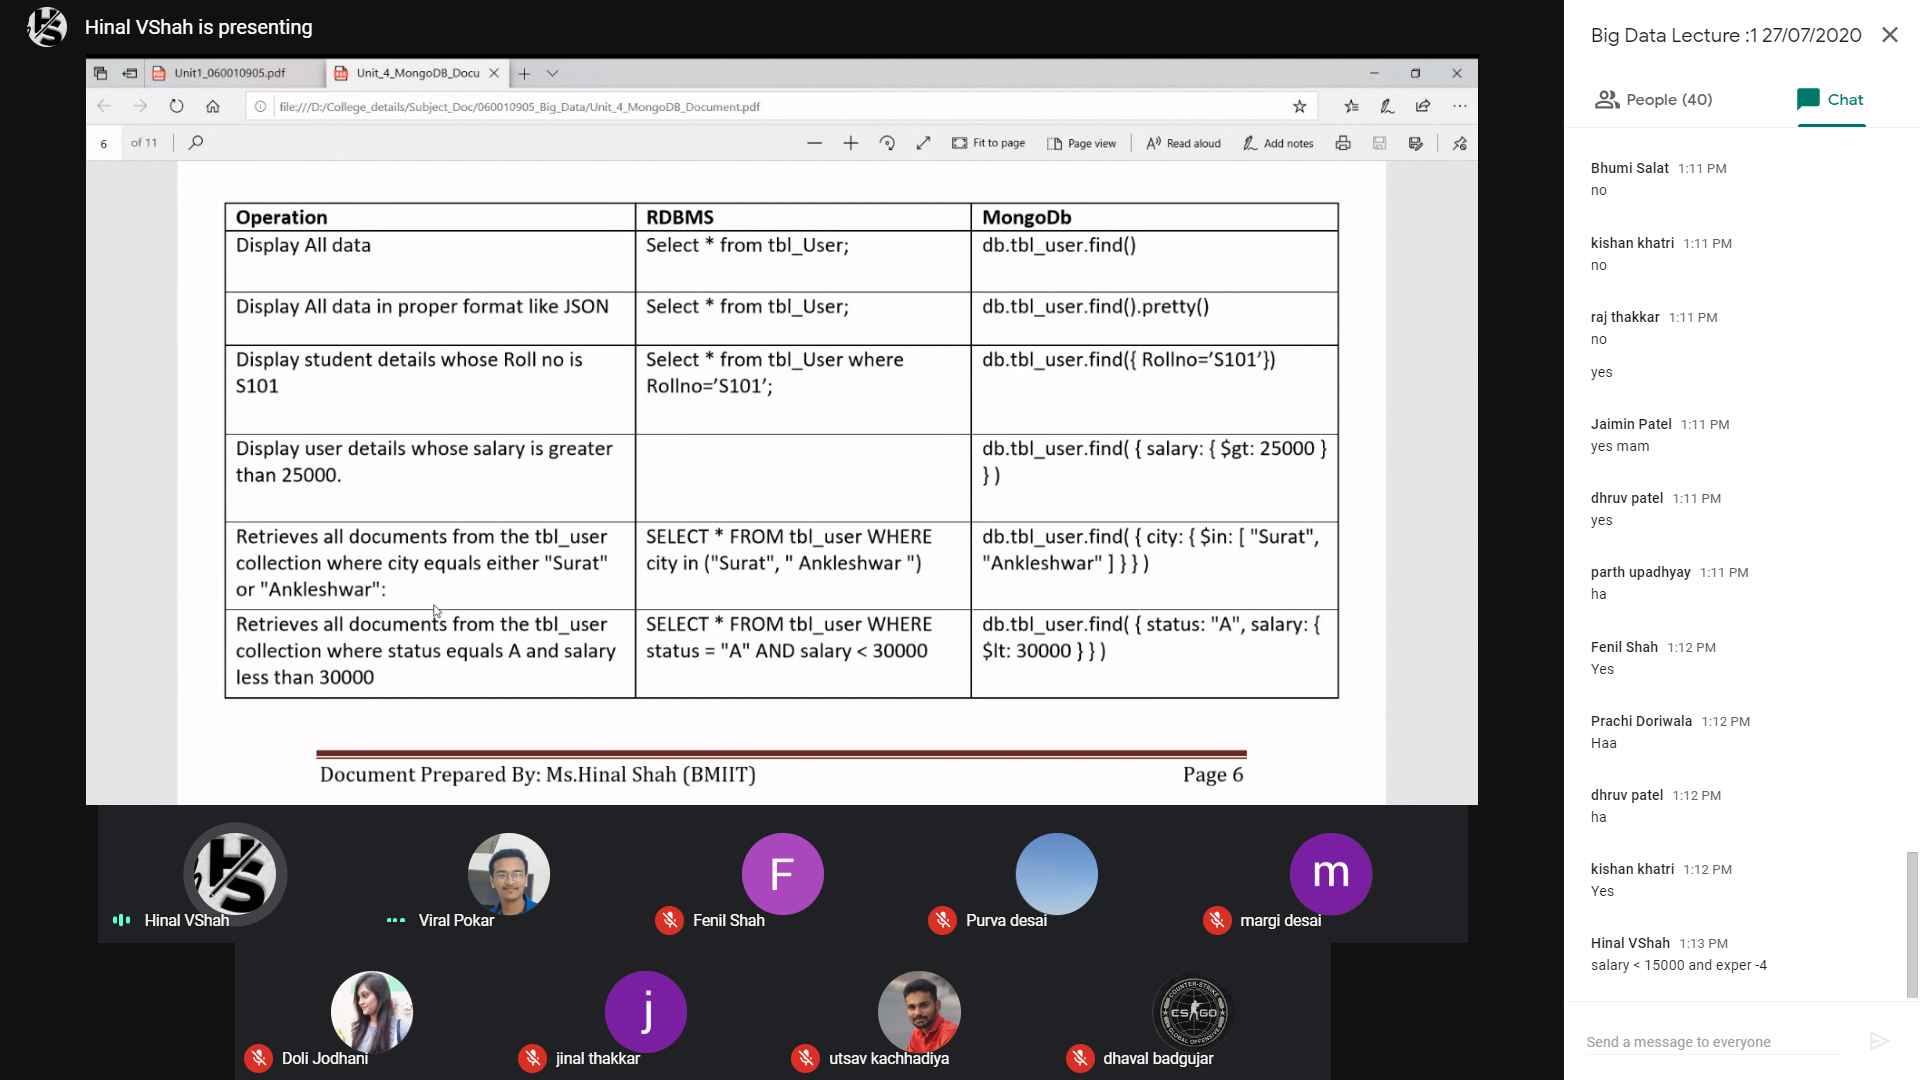 Hinal VShah is presenting
Unit1_060010905.pdf
Unit_4_MongoDB_Docu
file:///D:/College_details/Subject_Doc/060010905_Big_Data/Unit_4_MongoDB_Document.pdf
6 of 11
Fit to page
Page view
Read aloud
Add notes
Operation RDBMS MongoDb
Display All data
Select * from tbl_User;
db.tbl_user.find()
Display All data in proper format like JSON
Select * from tbl_User;
db.tbl_user.find().pretty()
Display student details whose Roll no is
S101
Select * from tbl_User where
Rollno=’S101’;
db.tbl_user.find({ Rollno=’S101’})
Display user details whose salary is greater
than 25000.
db.tbl_user.find( { salary: { $gt: 25000 }
} )
Retrieves all documents from the tbl_user
collection where city equals either "Surat"
or "Ankleshwar":
SELECT * FROM tbl_user WHERE
city in ("Surat", " Ankleshwar ")
db.tbl_user.find( { city: { $in: [ "Surat",
"Ankleshwar" ] } } )
Retrieves all documents from the tbl_user
collection where status equals A and salary
less than 30000
SELECT * FROM tbl_user WHERE
status = "A" AND salary < 30000
db.tbl_user.find( { status: "A", salary: {
$lt: 30000 } } )
Document Prepared By: Ms.Hinal Shah (BMIIT) Page 6
HS
F
m
Hinal VShah
Viral Pokar
Fenil Shah
Purva desai
margi desai
j
COUNTER-STRIKE
CS GO
GLOBAL OFFENSIVE
Doli Jodhani
jinal thakkar
utsav kachhadiya
dhaval badgujar
Big Data Lecture :1 27/07/2020
People (40)
Chat
Bhumi Salat 1:11 PM
no
kishan khatri 1:11 PM
no
raj thakkar 1:11 PM
no
yes
Jaimin Patel 1:11 PM
yes mam
dhruv patel 1:11 PM
yes
parth upadhyay 1:11 PM
ha
Fenil Shah 1:12 PM
Yes
Prachi Doriwala 1:12 PM
Haa
dhruv patel 1:12 PM
ha
kishan khatri 1:12 PM
Yes
Hinal VShah 1:13 PM
salary < 15000 and exper -4
Send a message to everyone